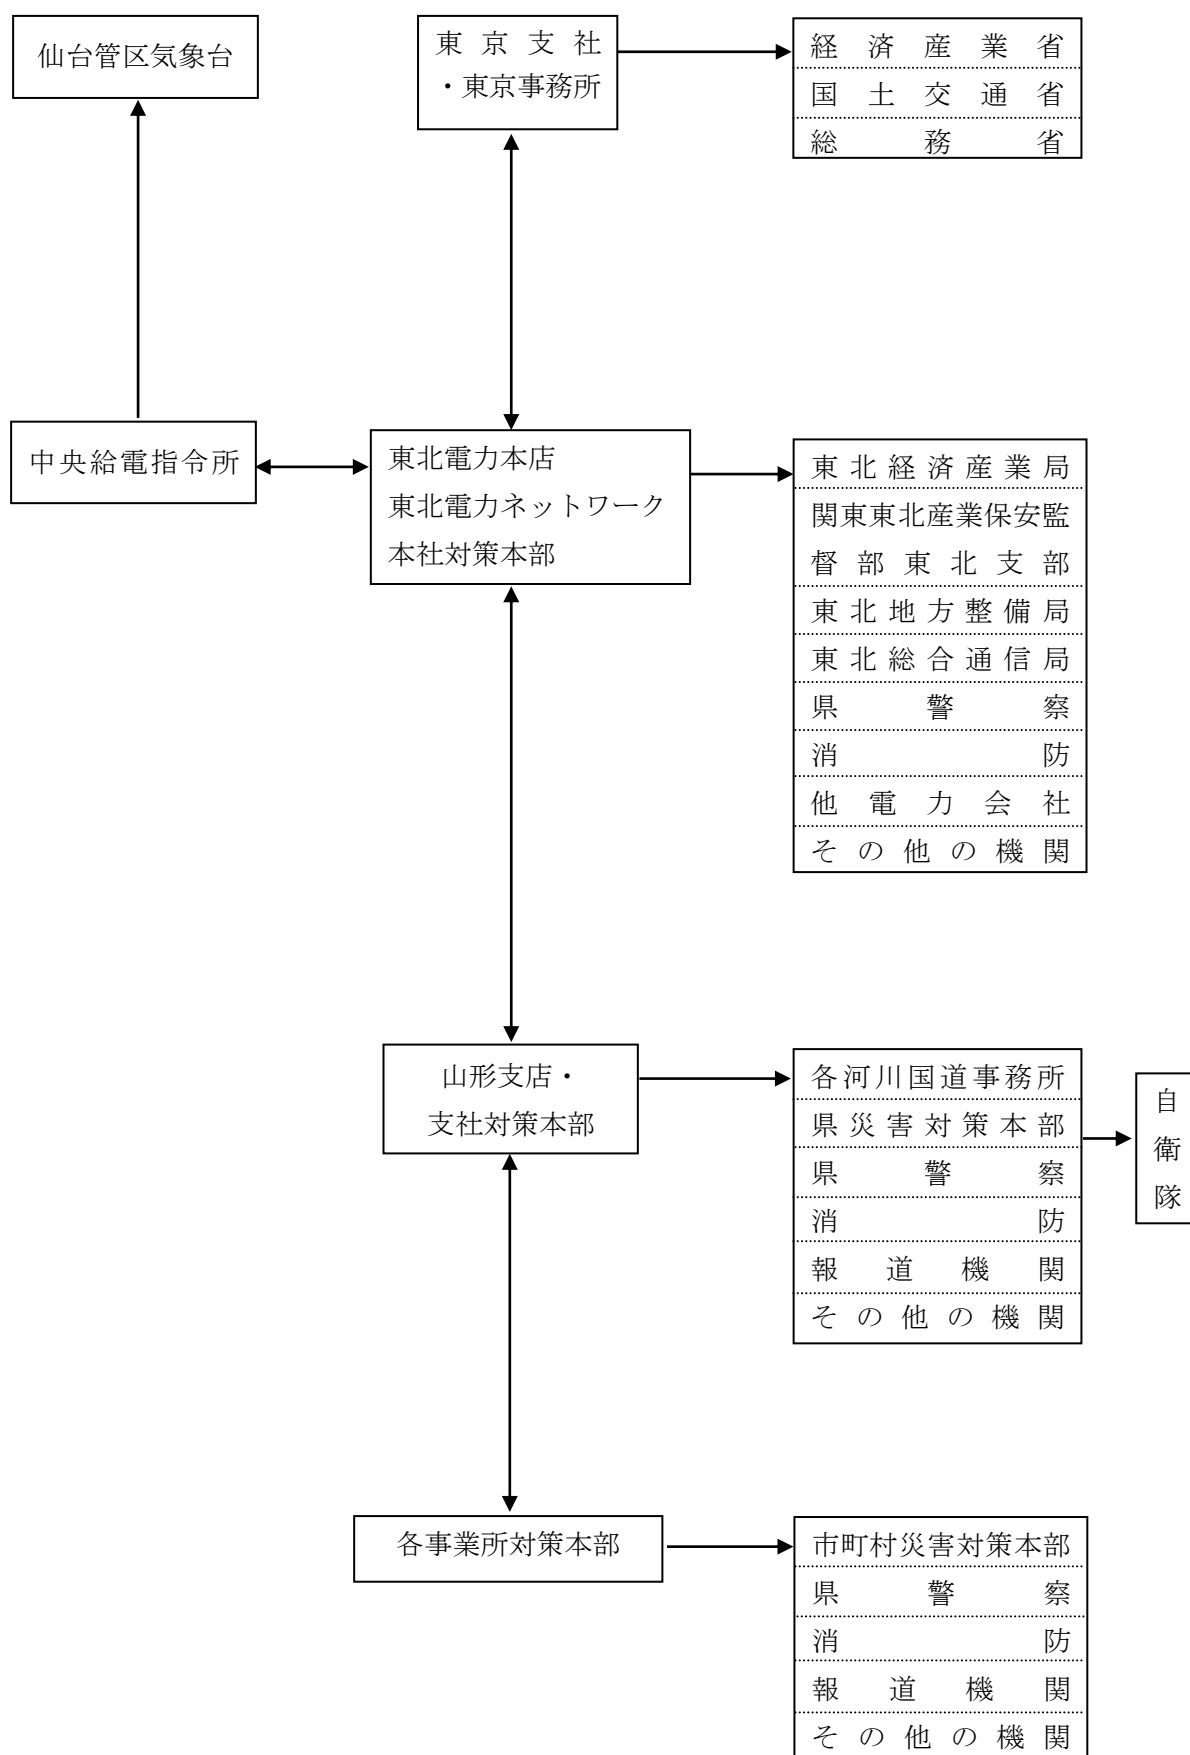 仙台管区気象台
東京支社
・東京事務所
経済産業省
国土交通省
総務省
中央給電指令所
東北電力本店
東北電力ネットワーク
本社対策本部
東北経済産業局
関東東北産業保安監
督部東北支部
東北地方整備局
東北総合通信局
県警察
消防
他電力会社
その他の機関
山形支店・
支社対策本部
各河川国道事務所
県災害対策本部
県警察
消防
報道機関
その他の機関
自
衛
隊
各事業所対策本部
市町村災害対策本部
県警察
消防
報道機関
その他の機関